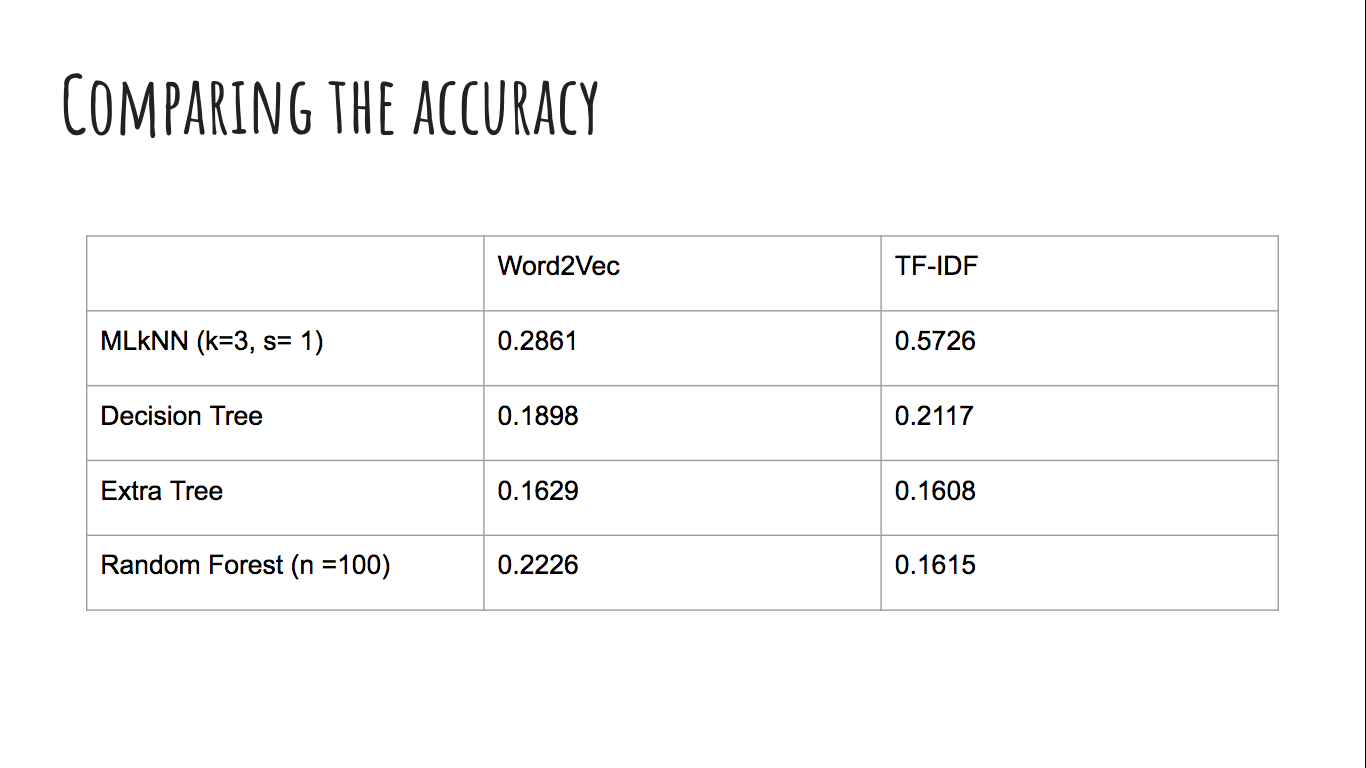 Comparing the accuracy
Word2Vec TF-IDF
MLkNN (k=3, s= 1) 0.2861 0.5726
Decision Tree 0.1898 0.2117
Extra Tree 0.1629 0.1608
Random Forest (n =100) 0.2226 0.1615